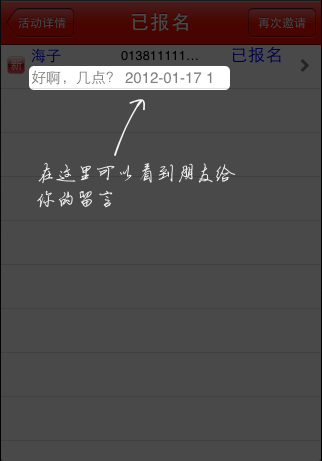 活动详情 已报名 再次邀请
新 海子 013811111... 已报名
好啊，几点？ 2012-01-17 1
在这里可以看到朋友给
你的留言